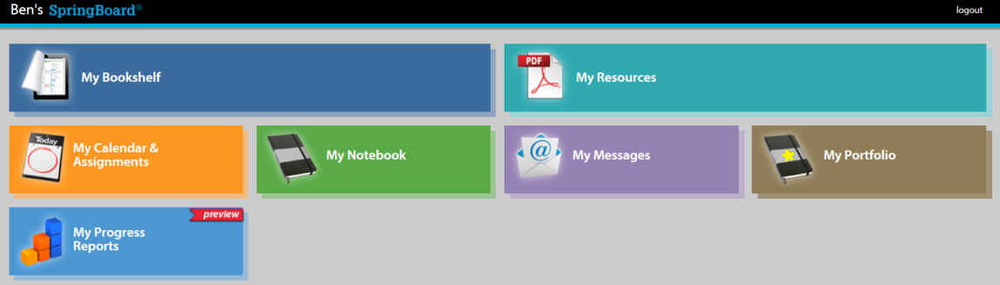 Ben's SpringBoard®
logout
My Bookshelf
PDF
My Resources
Today
My Calendar &
Assignments
My Notebook
@
My Messages
My Portfolio
preview
My Progress
Reports